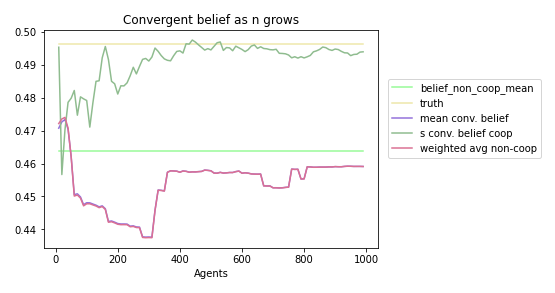 Convergent belief as n grows
0.50
0.49
0.48
0.47
0.46
0.45
0.44
0
200
400
600
800
1000
Agents
belief_non_coop_mean
truth
mean conv. belief
s conv. belief coop
weighted avg non-coop